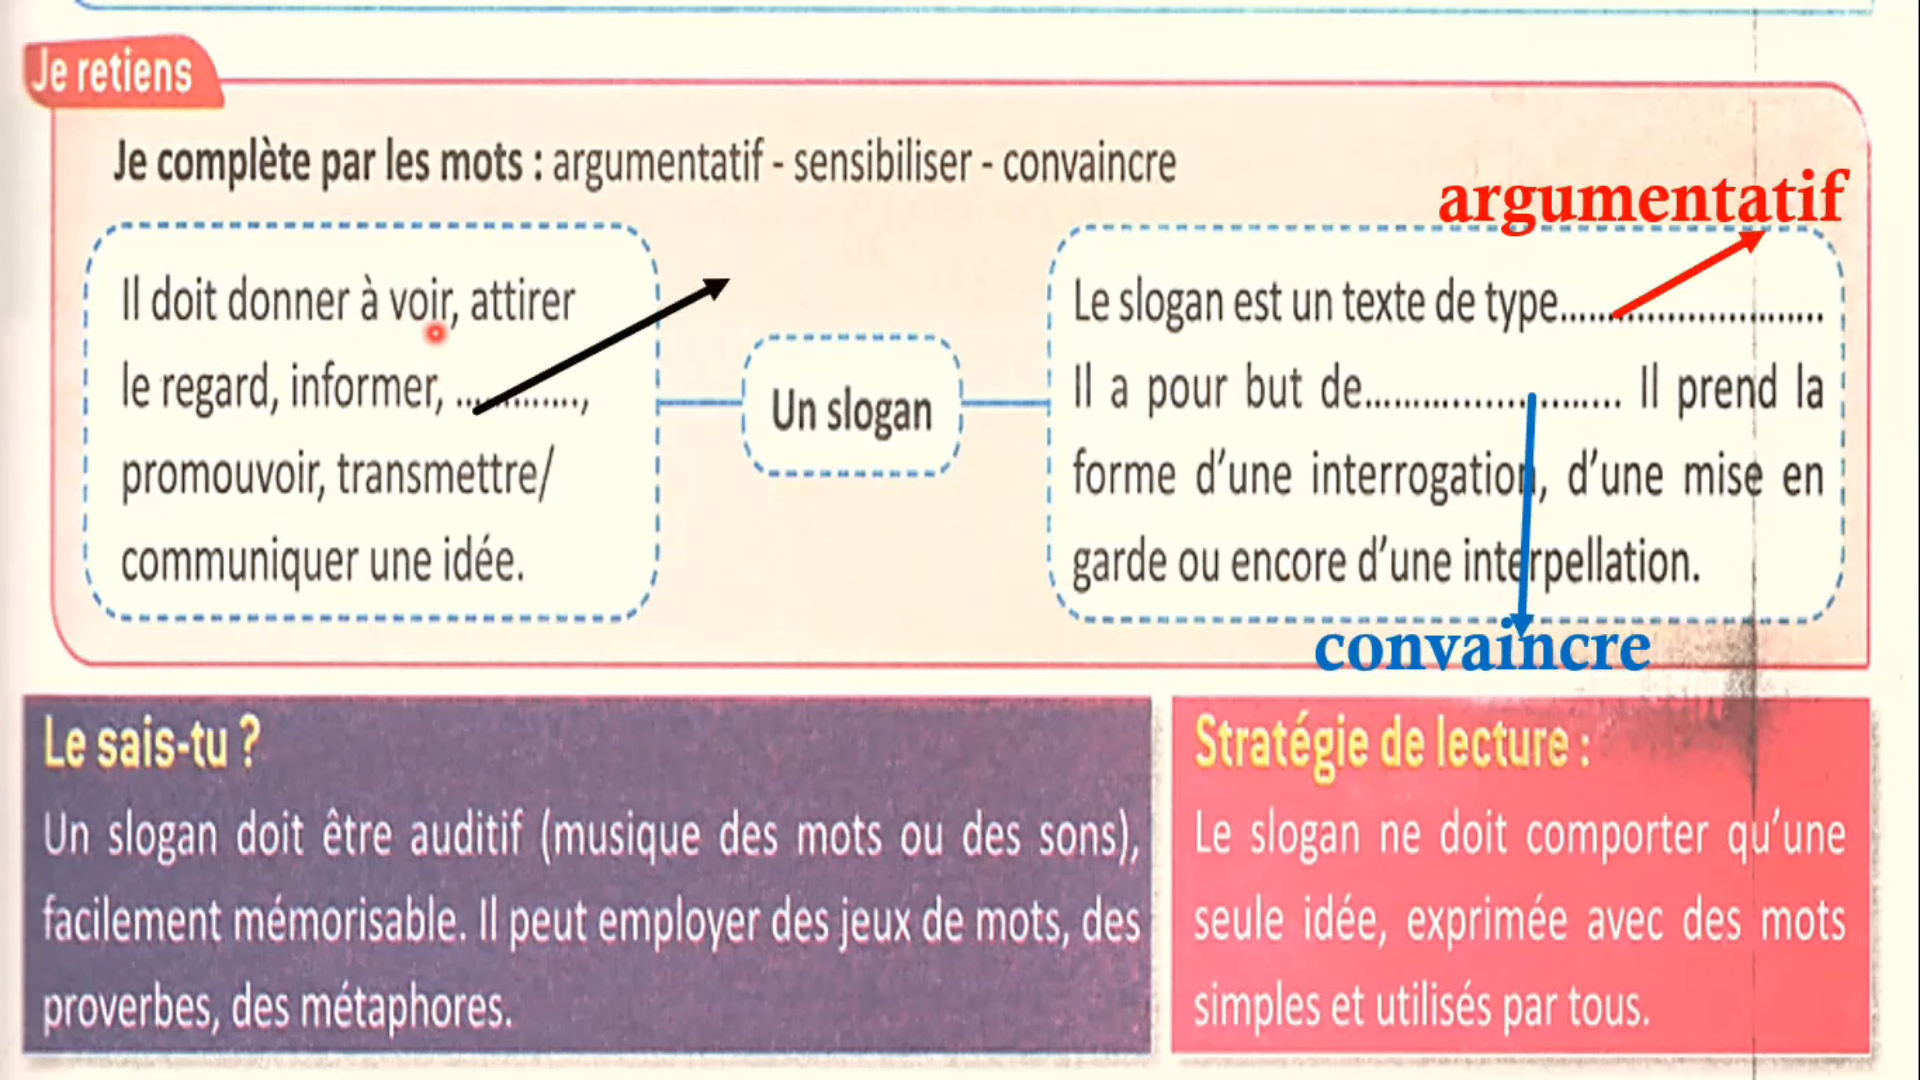 Je retiens
Je complète par les mots : argumentatif - sensibiliser - convaincre
argumentatif
Il doit donner à voir, attirer
le regard, informer, ............,
promouvoir, transmettre/
communiquer une idée.
Un slogan
Le slogan est un texte de type..........................
Il a pour but de......................... Il prend la
forme d'une interrogation, d'une mise en
garde ou encore d'une interpellation.
convaincre
Le sais-tu ?
Un slogan doit être auditif (musique des mots ou des sons),
facilement mémorisable. Il peut employer des jeux de mots, des
proverbes, des métaphores.
Stratégie de lecture :
Le slogan ne doit comporter qu'une
seule idée, exprimée avec des mots
simples et utilisés par tous.